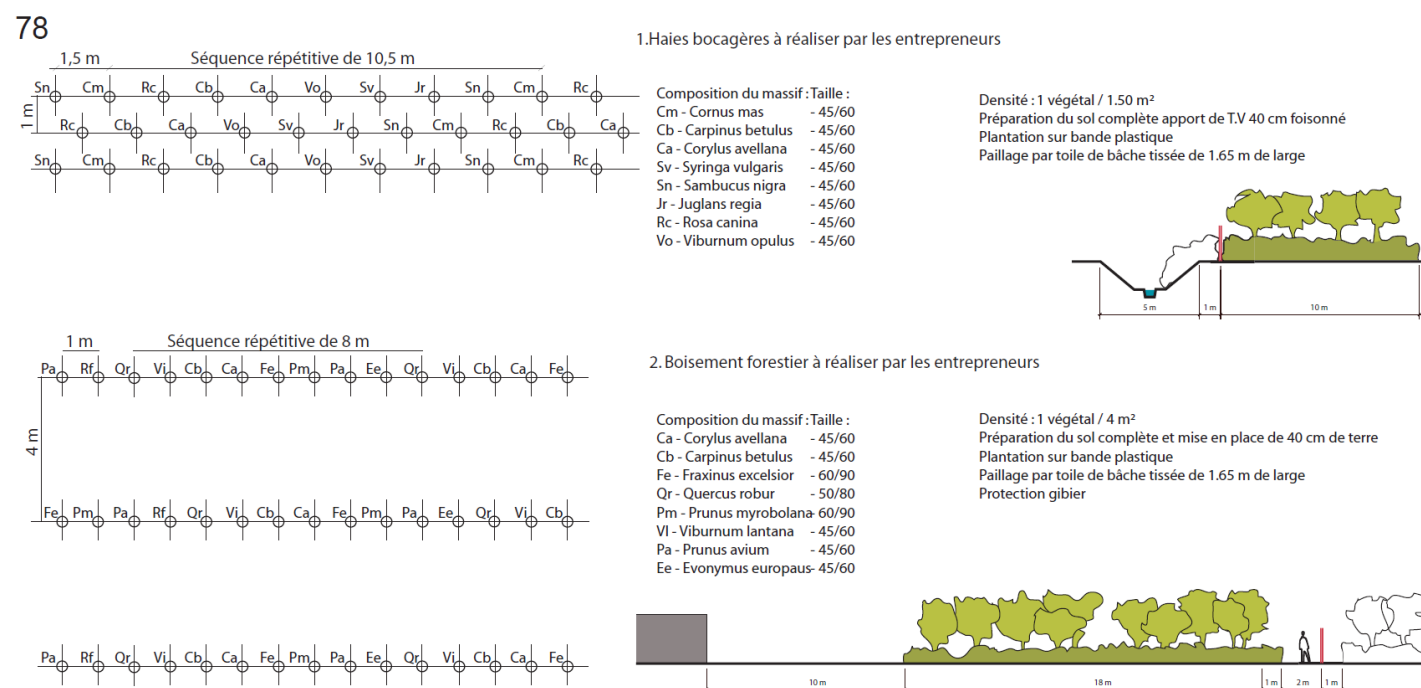 78
1,5 m Séquence répétitive de 10,5 m
Sn Cm Rc Cb Ca Vo Sv Jr Sn Cm Rc
1 m
Rc Cb Ca Vo Sv Jr Sn Cm Rc Cb Ca
Sn Cm Rc Cb Ca Vo Sv Jr Sn Cm Rc
1.Haies bocagères à réaliser par les entrepreneurs
Composition du massif : Taille :
Cm - Cornus mas - 45/60
Cb - Carpinus betulus - 45/60
Ca - Corylus avellana - 45/60
Sv - Syringa vulgaris - 45/60
Sn - Sambucus nigra - 45/60
Jr - Juglans regia - 45/60
Rc - Rosa canina - 45/60
Vo - Viburnum opulus - 45/60
Densité : 1 végétal / 1.50 m²
Préparation du sol complète apport de T.V 40 cm foisonné
Plantation sur bande plastique
Paillage par toile de bâche tissée de 1.65 m de large
5 m 1 m 10 m
1 m Séquence répétitive de 8 m
Pa Rf Qr Vi Cb Ca Fe Pm Pa Ee Qr Vi Cb Ca Fe
4 m
Fe Pm Pa Rf Qr Vi Cb Ca Fe Pm Pa Ee Qr Vi Cb
Pa Rf Qr Vi Cb Ca Fe Pm Pa Ee Qr Vi Cb Ca Fe
2. Boisement forestier à réaliser par les entrepreneurs
Composition du massif : Taille :
Ca - Corylus avellana - 45/60
Cb - Carpinus betulus - 45/60
Fe - Fraxinus excelsior - 60/90
Qr - Quercus robur - 50/80
Pm - Prunus myrobolana- 60/90
VI - Viburnum lantana - 45/60
Pa - Prunus avium - 45/60
Ee - Evonymus europaus- 45/60
Densité : 1 végétal / 4 m²
Préparation du sol complète et mise en place de 40 cm de terre
Plantation sur bande plastique
Paillage par toile de bâche tissée de 1.65 m de large
Protection gibier
10 m 18 m 1 m 2 m 1 m